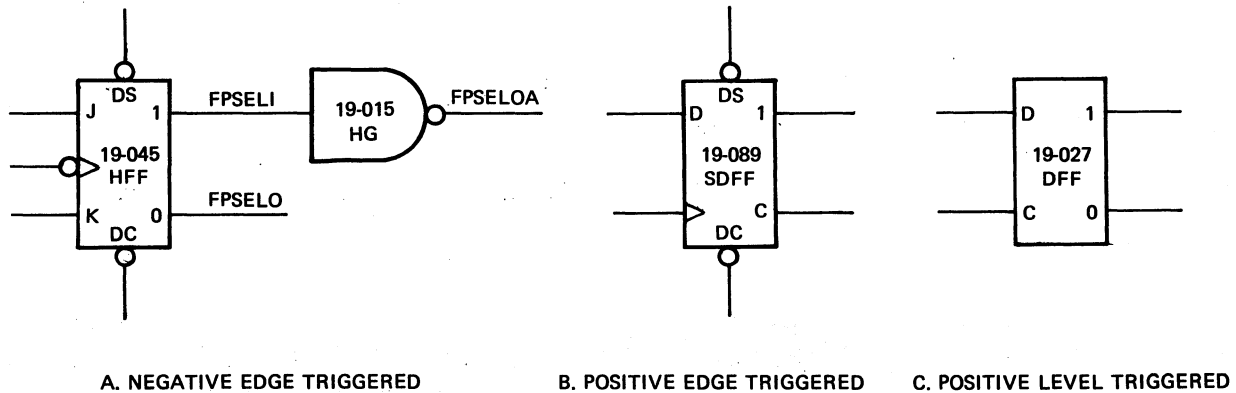 DS
J 1
19-045
HFF
K 0
DC
FPSELI
FPSELO
19-015
HG
FPSELOA
DS
D 1
19-089
SDFF
C
DC
D 1
19-027
DFF
C 0
A. NEGATIVE EDGE TRIGGERED
B. POSITIVE EDGE TRIGGERED
C. POSITIVE LEVEL TRIGGERED